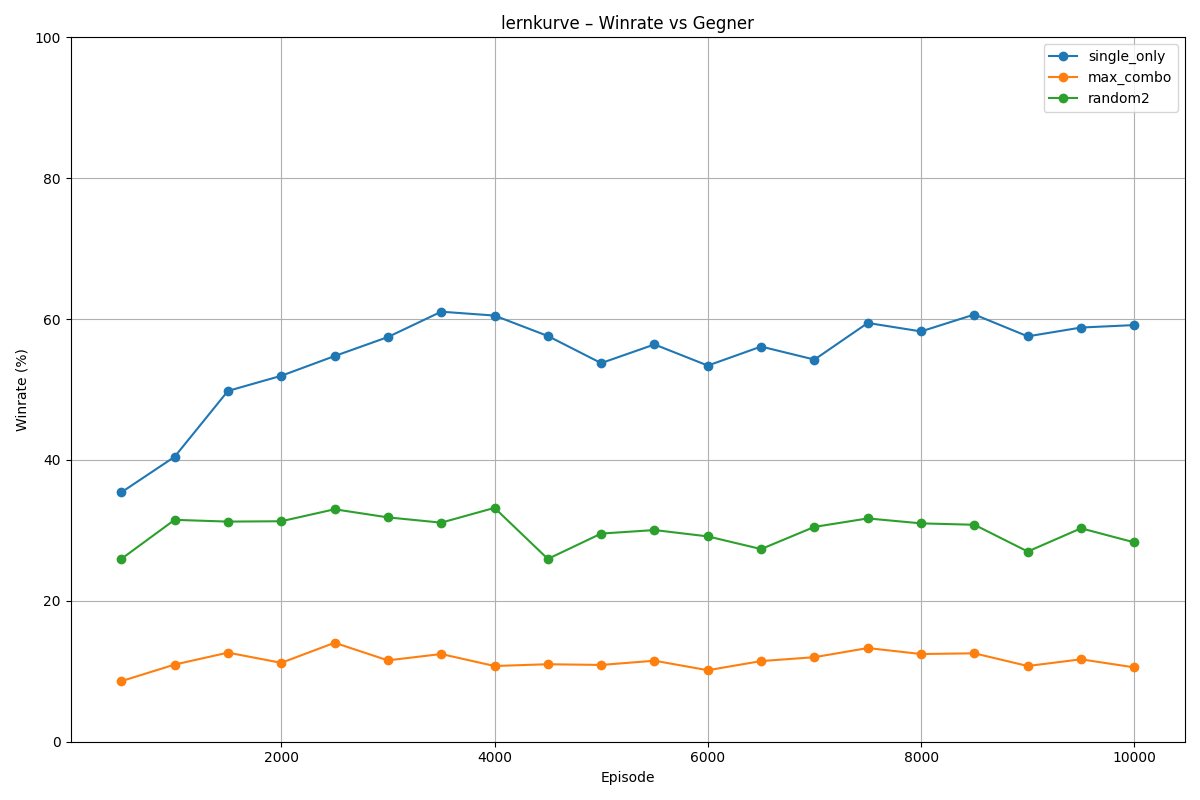 lernkurve – Winrate vs Gegner
100
80
60
40
20
0
Winrate (%)
single_only
max_combo
random2
2000
4000
6000
8000
10000
Episode